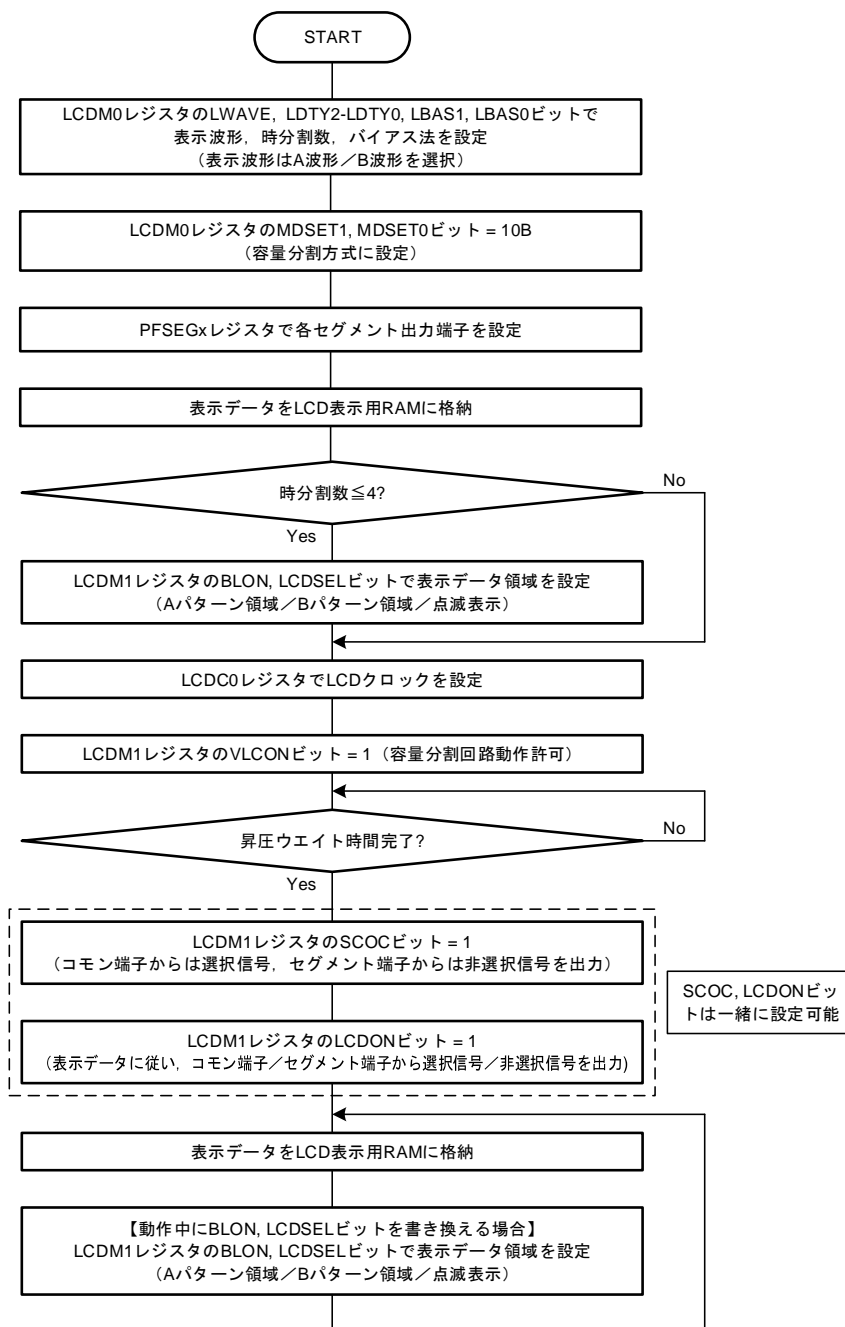 START
LCDM0レジスタのLWAVE, LDTY2-LDTY0, LBAS1, LBAS0ビットで
表示波形，時分割数，バイアス法を設定
（表示波形はA波形／B波形を選択）
LCDM0レジスタのMDSET1, MDSET0ビット = 10B
（容量分割方式に設定）
PFSEGxレジスタで各セグメント出力端子を設定
表示データをLCD表示用RAMに格納
時分割数≦4?
No
Yes
LCDM1レジスタのBLON, LCDSELビットで表示データ領域を設定
（Aパターン領域／Bパターン領域／点滅表示）
LCDC0レジスタでLCDクロックを設定
LCDM1レジスタのVLCONビット = 1（容量分割回路動作許可）
昇圧ウエイト時間完了?
No
Yes
LCDM1レジスタのSCOCビット = 1
（コモン端子からは選択信号，セグメント端子からは非選択信号を出力）
SCOC, LCDONビッ
トは一緒に設定可能
LCDM1レジスタのLCDONビット = 1
(表示データに従い，コモン端子／セグメント端子から選択信号／非選択信号を出力)
表示データをLCD表示用RAMに格納
【動作中にBLON, LCDSELビットを書き換える場合】
LCDM1レジスタのBLON, LCDSELビットで表示データ領域を設定
（Aパターン領域／Bパターン領域／点滅表示）